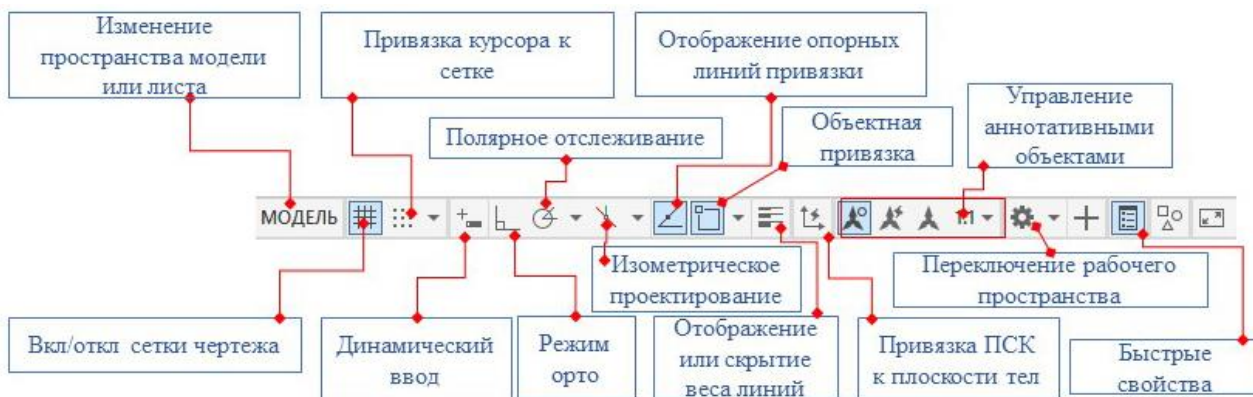 Изменение
пространства модели
или листа
Привязка курсора к
сетке
Отображение опорных
линий привязки
Управление
аннотативными
объектами
Полярное отслеживание
Объектная
привязка
МОДЕЛЬ
1:1
Изометрическое
проектирование
Переключение рабочего
пространства
Вкл/откл сетки чертежа
Динамический
ввод
Режим
орто
Отображение
или скрытие
веса линий
Привязка ПСК
к плоскости тел
Быстрые
свойства